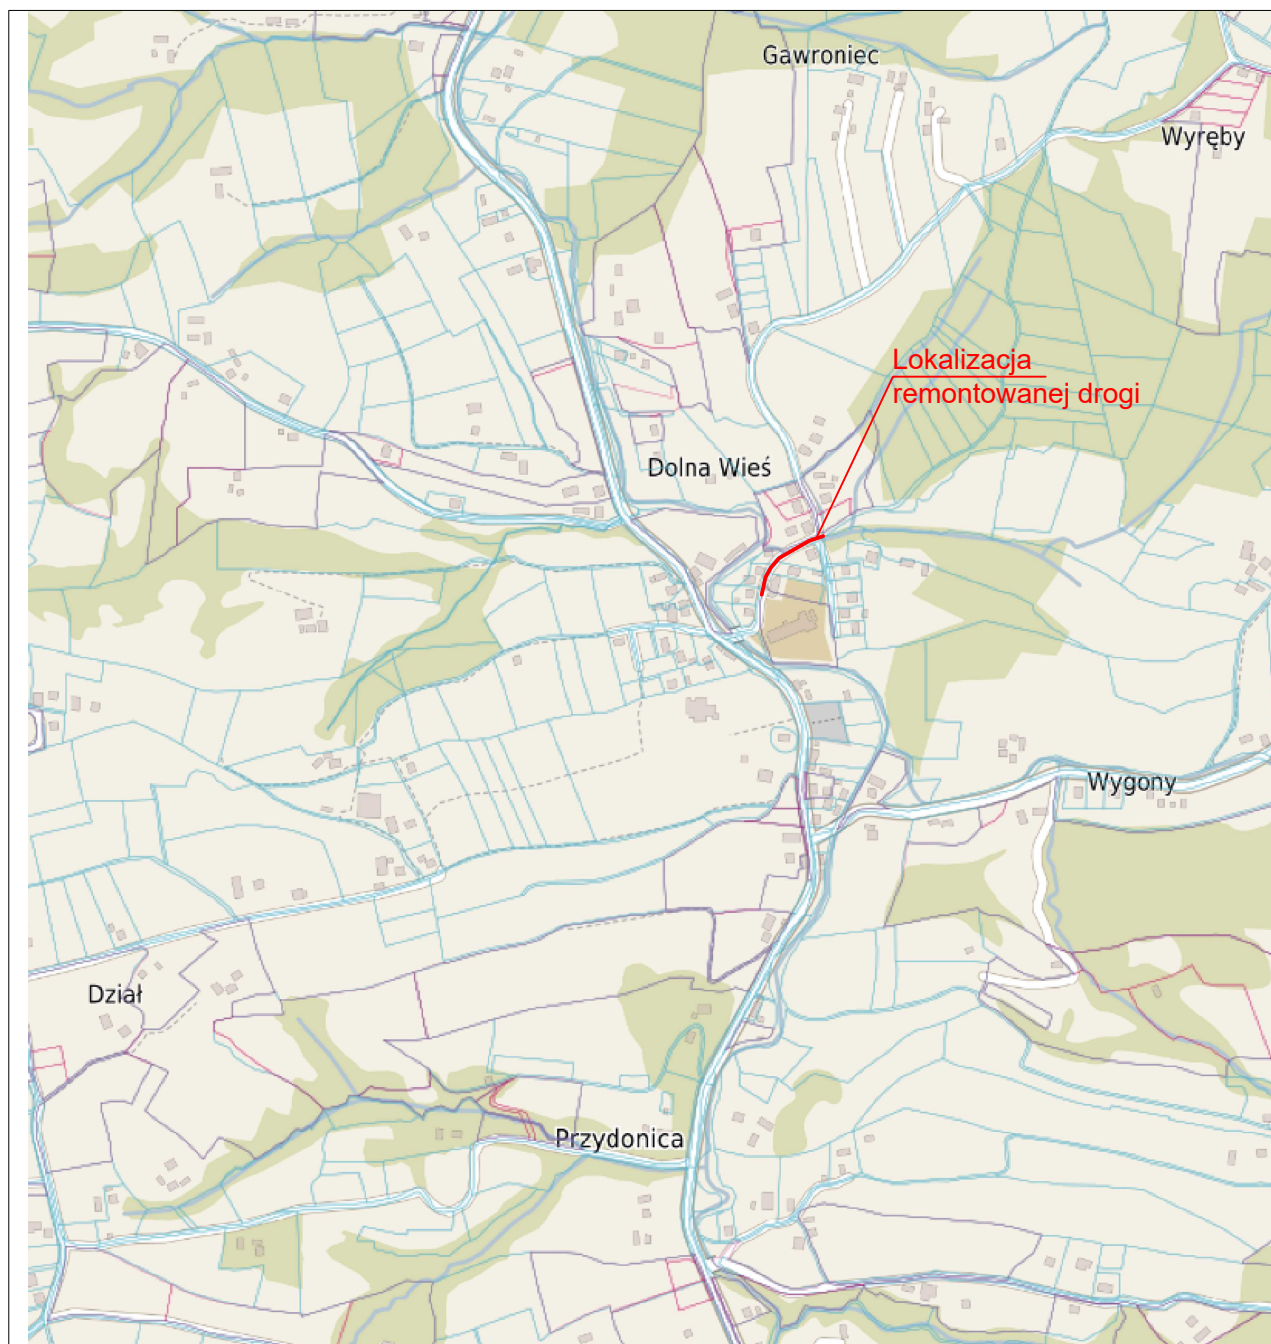 Gawroniec
Wyręby
Lokalizacja
remontowanej drogi
Dolna Wieś
Wygony
Dział
Przydonica